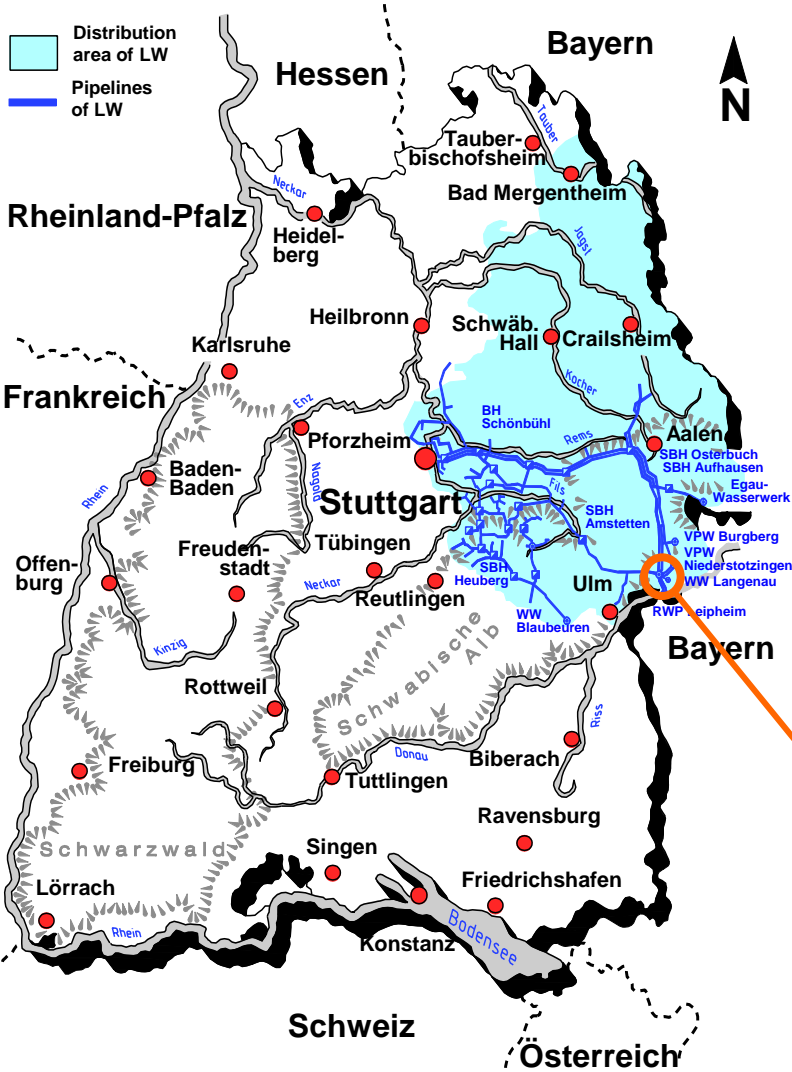 Distribution
area of LW
Pipelines
of LW
Bayern
Hessen
N
Tauber
Tauber-
bischofsheim
Bad Mergentheim
Neckar
Rheinland-Pfalz
Heidel-
berg
Jagst
Heilbronn
Schwäb.
Hall
Crailsheim
Karlsruhe
Kocher
Frankreich
Enz
BH
Schönbühl
Rems
Pforzheim
Aalen
SBH Osterbuch
SBH Aufhausen
Nagold
Baden-
Baden
Rhein
Egau-
Wasserwerk
Stuttgart
Fils
SBH
Amstetten
VPW Burgberg
VPW
Niederstotzingen
WW Langenau
Freuden-
stadt
Tübingen
Offen-
burg
Neckar
SBH
Heuberg
Reutlingen
Ulm
RWP Leipheim
WW
Blaubeuren
Bayern
Kinzig
Schwäbische
Alb
Rottweil
Riss
Donau
Biberach
Freiburg
Tuttlingen
Ravensburg
Schwarzwald
Singen
Friedrichshafen
Lörrach
Rhein
Konstanz
Bodensee
Schweiz
Österreich